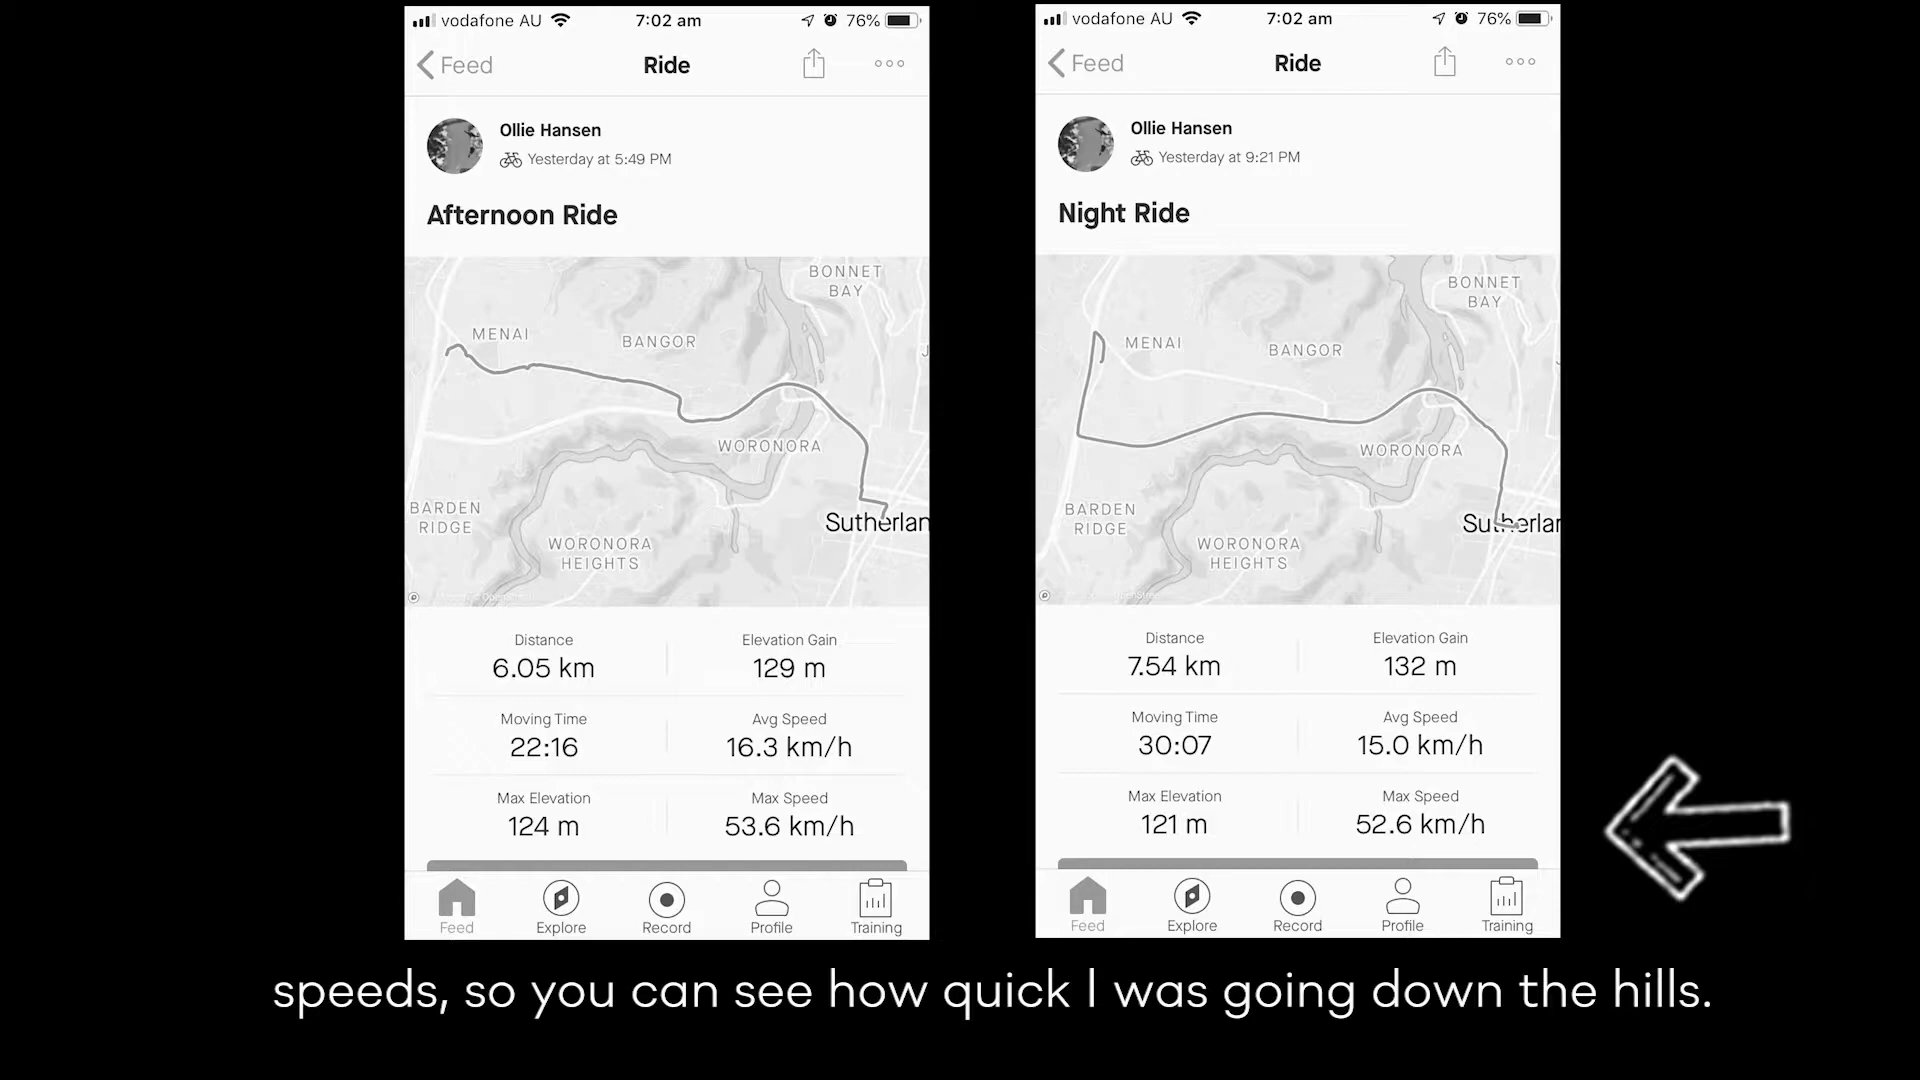 vodafone AU 7:02 am 76%
Feed Ride
Ollie Hansen
Yesterday at 5:49 PM
Afternoon Ride
BONNET
BAY
MENAI
BANGOR
WORONORA
BARDEN
RIDGE
Sutherlan
WORONORA
HEIGHTS
Distance Elevation Gain
6.05 km 129 m
Moving Time Avg Speed
22:16 16.3 km/h
Max Elevation Max Speed
124 m 53.6 km/h
Feed Explore Record Profile Training
vodafone AU 7:02 am 76%
Feed Ride
Ollie Hansen
Yesterday at 9:21 PM
Night Ride
BONNET
BAY
MENAI
BANGOR
WORONORA
BARDEN
RIDGE
Sutherlan
WORONORA
HEIGHTS
Distance Elevation Gain
7.54 km 132 m
Moving Time Avg Speed
30:07 15.0 km/h
Max Elevation Max Speed
121 m 52.6 km/h
Feed Explore Record Profile Training
speeds, so you can see how quick I was going down the hills.